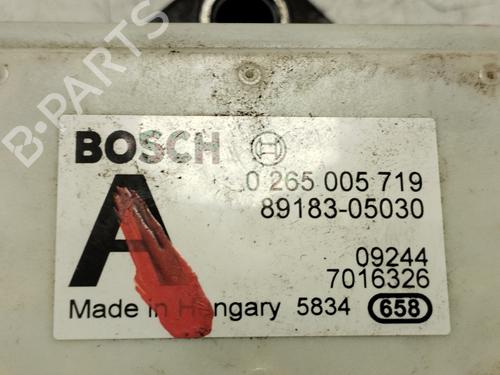 B-PARTS
BOSCH
0 265 005 719
89183-05030
A
09244
7016326
Made in Hungary 5834 658